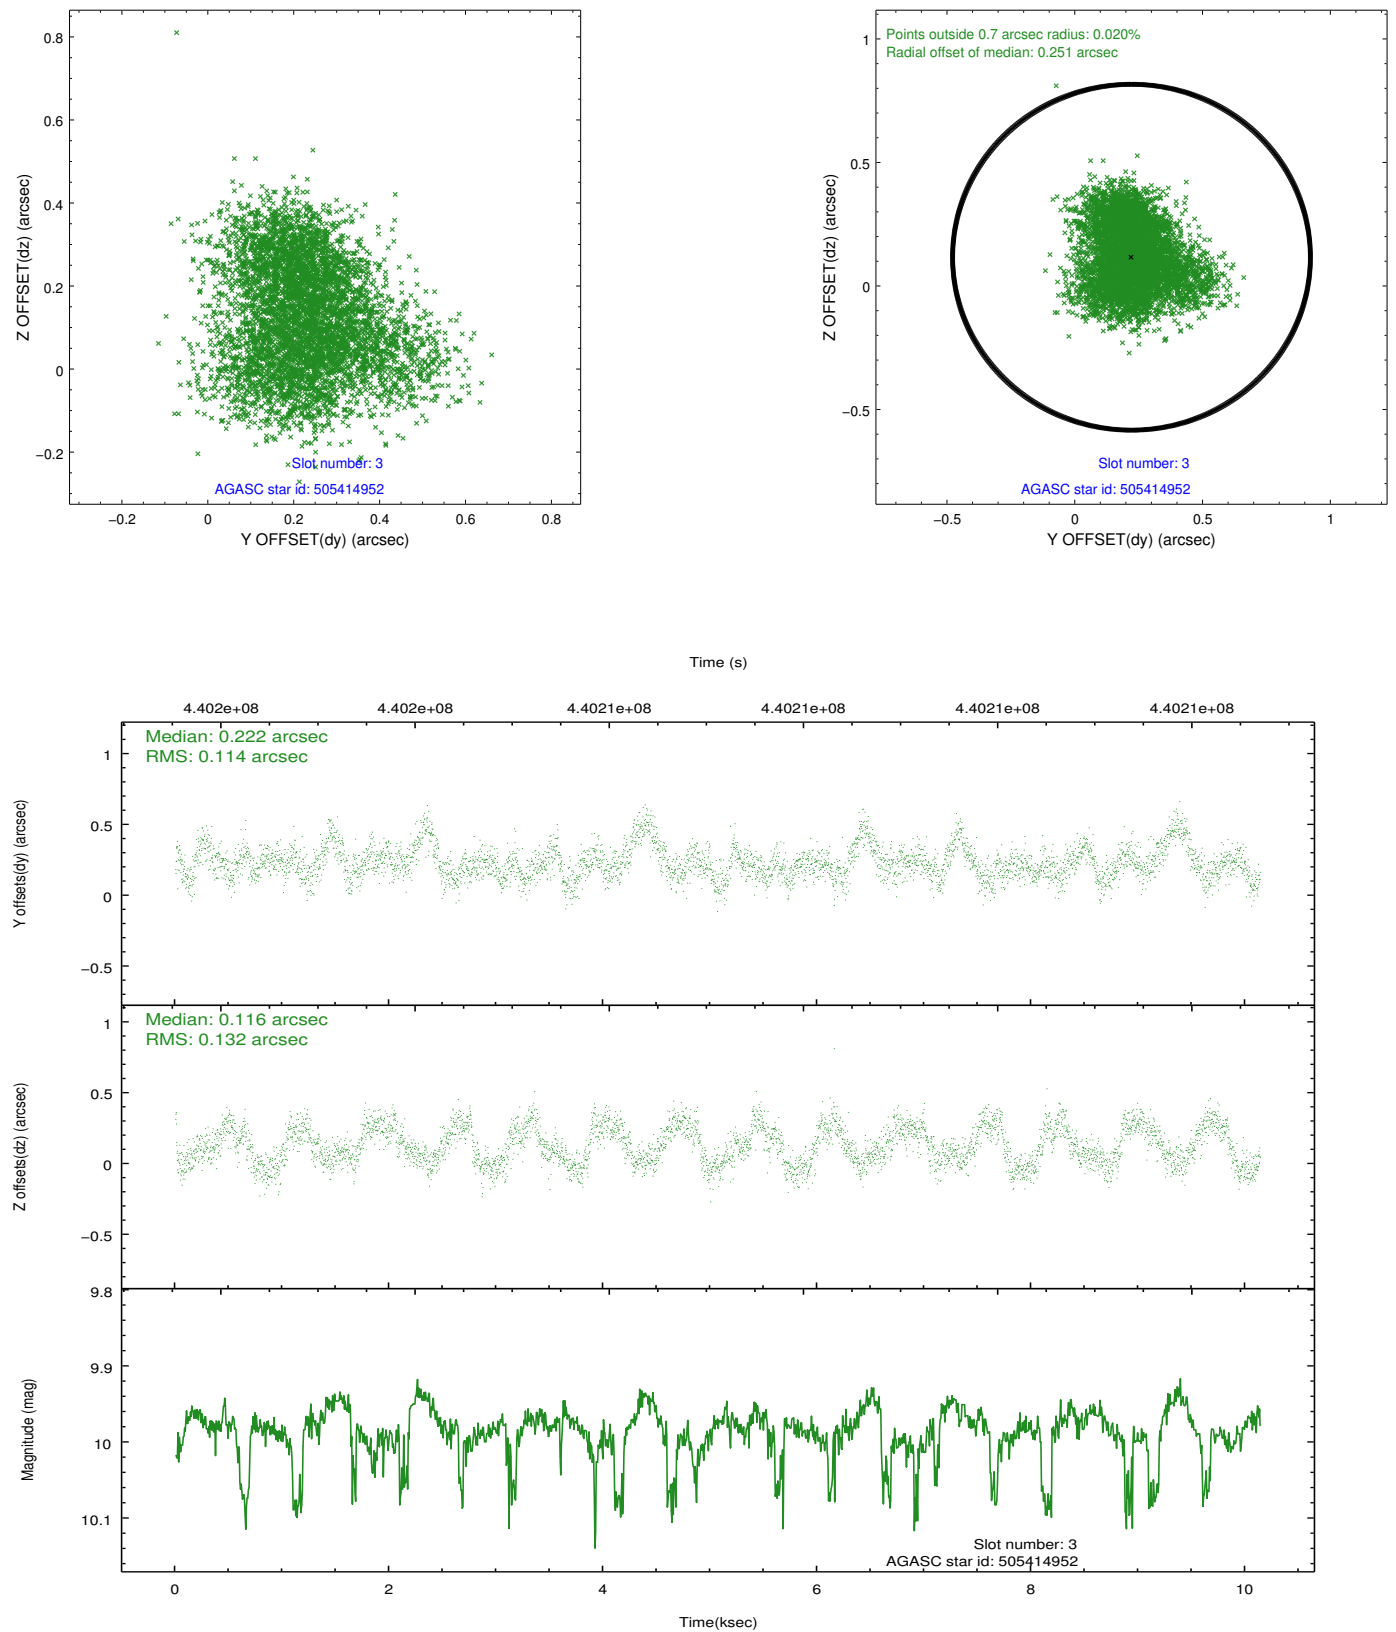 0.8
0.6
0.4
0.2
0
−0.2
Z OFFSET(dz) (arcsec)
Slot number: 3
AGASC star id: 505414952
−0.2 0 0.2 0.4 0.6 0.8
Y OFFSET(dy) (arcsec)
Points outside 0.7 arcsec radius: 0.020%
Radial offset of median: 0.251 arcsec
1
0.5
0
−0.5
Z OFFSET(dz) (arcsec)
Slot number: 3
AGASC star id: 505414952
−0.5 0 0.5 1
Y OFFSET(dy) (arcsec)
Time (s)
4.402e+08 4.402e+08 4.4021e+08 4.4021e+08 4.4021e+08 4.4021e+08
Median: 0.222 arcsec
RMS: 0.114 arcsec
1
0.5
0
−0.5
Y offsets(dy) (arcsec)
Median: 0.116 arcsec
RMS: 0.132 arcsec
1
0.5
0
−0.5
Z offsets(dz) (arcsec)
9.8
9.9
10
10.1
Magnitude (mag)
Slot number: 3
AGASC star id: 505414952
0 2 4 6 8 10
Time(ksec)